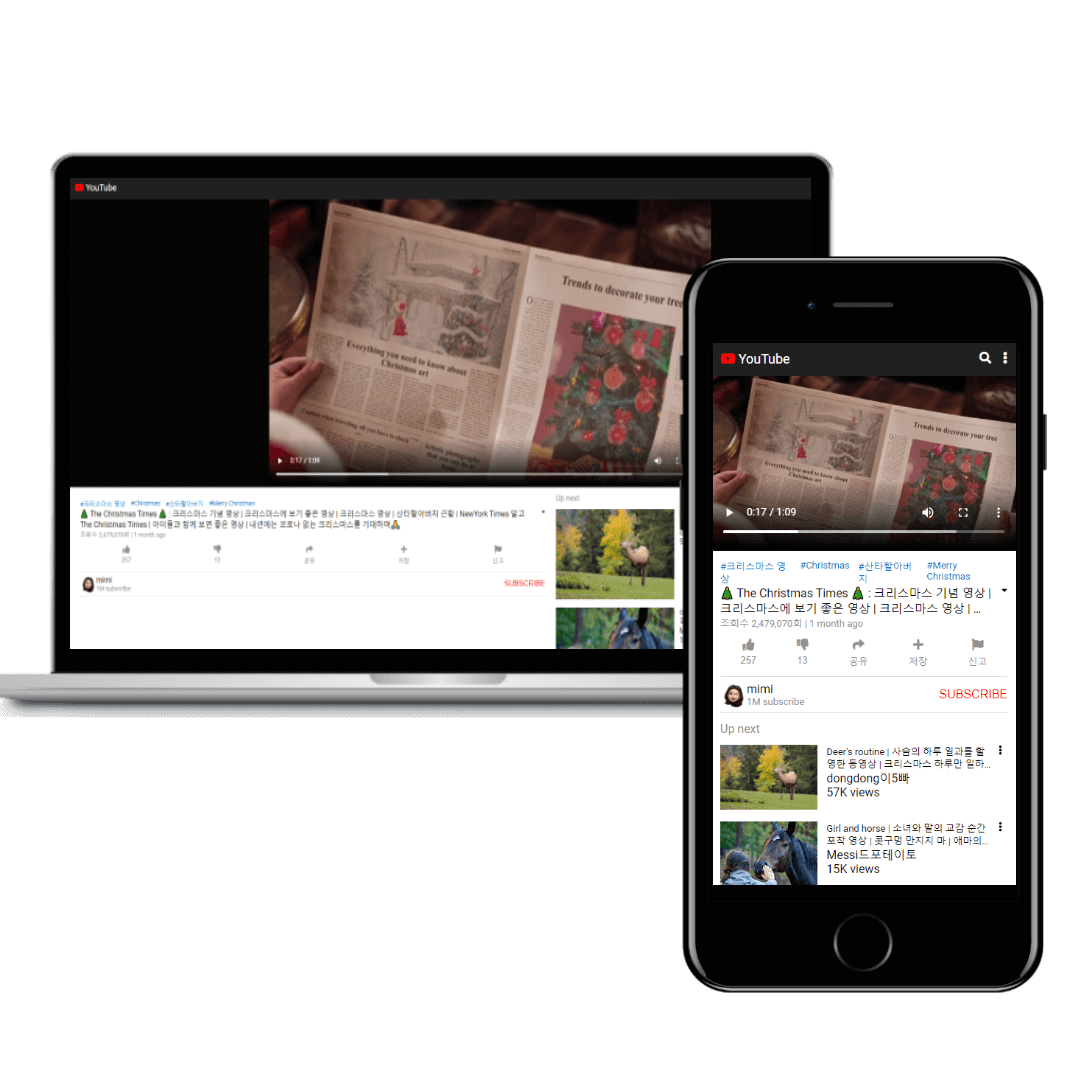 YouTube
Trends to decorate your tree
Everything you need to know about
Christmas art
Artistic photography
that you can do at
0:17 / 1:09
#크리스마스 영상 #Christmas #산타할아버지 #Merry Christmas
🎄 The Christmas Times 🎄 : 크리스마스 기념 영상 | 크리스마스에 보기 좋은 영상 | 크리스마스 영상 | 산타할아버지 근황 | NewYork Times 말고
The Christmas Times | 아이들과 함께 보면 좋은 영상 | 내년에는 코로나 없는 크리스마스를 기대하며🙏
조회수 2,479,070회 | 1 month ago
257 13 공유 저장 신고
mimi
1M subscribe
SUBSCRIBE
Up next
YouTube
Trends to decorate your tree
Everything you need to know about
Christmas art
0:17 / 1:09
#크리스마스 영
상
#Christmas
#산타할아버
지
#Merry
Christmas
🎄 The Christmas Times 🎄 : 크리스마스 기념 영상 |
크리스마스에 보기 좋은 영상 | 크리스마스 영상 | ...
조회수 2,479,070회 | 1 month ago
257 13 공유 저장 신고
mimi
1M subscribe
SUBSCRIBE
Up next
Deer's routine | 사슴의 하루 일과를 촬
영한 동영상 | 크리스마스 하루만 일하...
dongdong이5빠
57K views
Girl and horse | 소녀와 말의 교감 순간
포착 영상 | 콧구멍 만지지 마 | 애마의...
Messi드포테이토
15K views